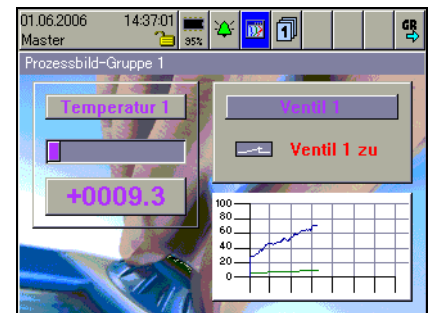 01.06.2006 14:37:01
Master
95%
1
GR
Prozessbild-Gruppe 1
Temperatur 1
Ventil 1
Ventil 1 zu
+0009.3
100
80
60
40
20
0